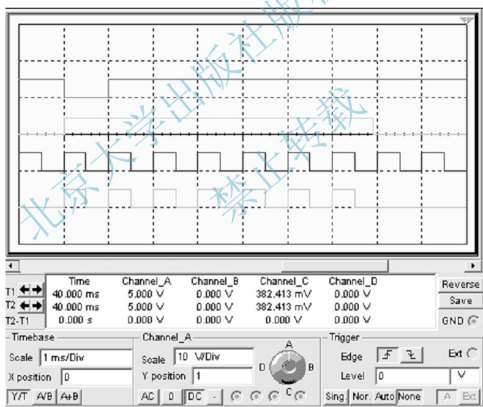 北京大学出版社版权
禁止转载
Time Channel_A Channel_B Channel_C Channel_D
T1 40.000 ms 5.000 V 0.000 V 382.413 mV 0.000 V
T2 40.000 ms 5.000 V 0.000 V 382.413 mV 0.000 V
T2-T1 0.000 s 0.000 V 0.000 V 0.000 V 0.000 V
Reverse
Save
GND
Timebase
Scale 1 ms/Div
X position 0
Y/T A/B A+B
Channel_A
Scale 10 V/Div
Y position 1
AC 0 DC -
A
D B
C
Trigger
Edge Ext
Level 0 V
Sing. Nor. Auto None A Ext